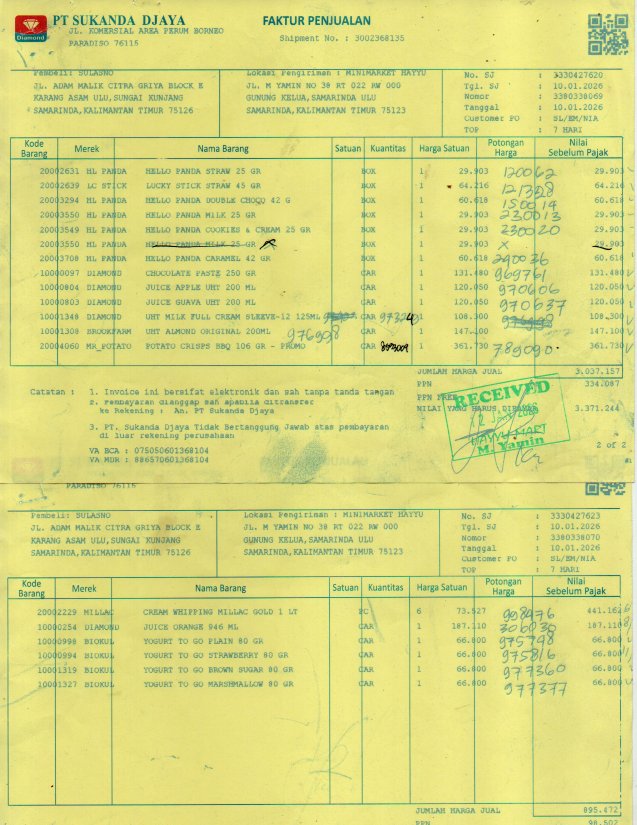 PT SUKANDA DJAYA FAKTUR PENJUALAN
Diamond
JL. KOMERSIAL AREA PERUM BORNEO Shipment No. : 3002368135
PARADISO 76115
Pembeli: SULASNO Lokasi Pengiriman : MINIMARKET HAYYU No. SJ : 3330427620
JL. ADAM MALIK CITRA GRIYA BLOCK E JL. M YAMIN NO 38 RT 022 RW 000 Tgl. SJ : 10.01.2026
KARANG ASAM ULU,SUNGAI KUNJANG GUNUNG KELUA,SAMARINDA ULU Nomor : 3380338069
SAMARINDA,KALIMANTAN TIMUR 75126 SAMARINDA,KALIMANTAN TIMUR 75123 Tanggal : 10.01.2026
Customer PO : SL/EM/NIA
TOP : 7 HARI
Kode Barang Merek Nama Barang Satuan Kuantitas Harga Satuan Potongan Harga Nilai Sebelum Pajak
20002631 HL PANDA HELLO PANDA STRAW 25 GR BOX 1 29.903 120062 29.903
20002639 LC STICK LUCKY STICK STRAW 45 GR BOX 1 64.216 121328 64.216
20003294 HL PANDA HELLO PANDA DOUBLE CHOCO 42 G BOX 1 60.618 150014 60.618
20003550 HL PANDA HELLO PANDA MILK 25 GR BOX 1 29.903 230013 29.903
20003549 HL PANDA HELLO PANDA COOKIES & CREAM 25 GR BOX 1 29.903 230020 29.903
20003550 HL PANDA HELLO PANDA MILK 25 GR x BOX 1 29.903 x 29.903
20003708 HL PANDA HELLO PANDA CARAMEL 42 GR BOX 1 60.618 290036 60.618
10000097 DIAMOND CHOCOLATE PASTE 250 GR CAR 1 131.480 969761 131.480
10000804 DIAMOND JUICE APPLE UHT 200 ML CAR 1 120.050 970606 120.050
10000803 DIAMOND JUICE GUAVA UHT 200 ML CAR 1 120.050 970637 120.050
10001348 DIAMOND UHT MILK FULL CREAM SLEEVE-12 125ML CAR 973240 1 108.300 108.300
10001308 BROOKFARM UHT ALMOND ORIGINAL 200ML 976998 CAR 1 147.100 147.100
20004060 MR_POTATO POTATO CRISPS BBQ 106 GR - PROMO CAR 1 361.730 789090 361.730
JUMLAH HARGA JUAL 3.037.157
PPN 334.087
Catatan : 1. Invoice ini bersifat elektronik dan sah tanpa tanda tangan PPN FREE
2. Pembayaran dianggap sah apabila ditransfer NILAI YANG HARUS DIBAYAR 3.371.244
ke Rekening : An. PT Sukanda Djaya
RECEIVED
3. PT. Sukanda Djaya Tidak Bertanggung Jawab atas pembayaran
di luar rekening perusahaan
HAYYU MART
M. Yamin
2 of 2
VA BCA : 075050601368104
VA MDR : 886570601368104
PARADISO 76115
Pembeli: SULASNO Lokasi Pengiriman : MINIMARKET HAYYU No. SJ : 3330427623
JL. ADAM MALIK CITRA GRIYA BLOCK E JL. M YAMIN NO 38 RT 022 RW 000 Tgl. SJ : 10.01.2026
KARANG ASAM ULU,SUNGAI KUNJANG GUNUNG KELUA,SAMARINDA ULU Nomor : 3380338070
SAMARINDA,KALIMANTAN TIMUR 75126 SAMARINDA,KALIMANTAN TIMUR 75123 Tanggal : 10.01.2026
Customer PO : SL/EM/NIA
TOP : 7 HARI
Kode Barang Merek Nama Barang Satuan Kuantitas Harga Satuan Potongan Harga Nilai Sebelum Pajak
20002229 MILLAC CREAM WHIPPING MILLAC GOLD 1 LT PC 6 73.527 998976 441.162
10000254 DIAMOND JUICE ORANGE 946 ML CAR 1 187.110 306030 187.110
10000998 BIOKUL YOGURT TO GO PLAIN 80 GR CAR 1 66.800 975748 66.800
10000994 BIOKUL YOGURT TO GO STRAWBERRY 80 GR CAR 1 66.800 975816 66.800
10001319 BIOKUL YOGURT TO GO BROWN SUGAR 80 GR CAR 1 66.800 977360 66.800
10001327 BIOKUL YOGURT TO GO MARSHMALLOW 80 GR CAR 1 66.800 977377 66.800
JUMLAH HARGA JUAL 895.472
PPN 98.502